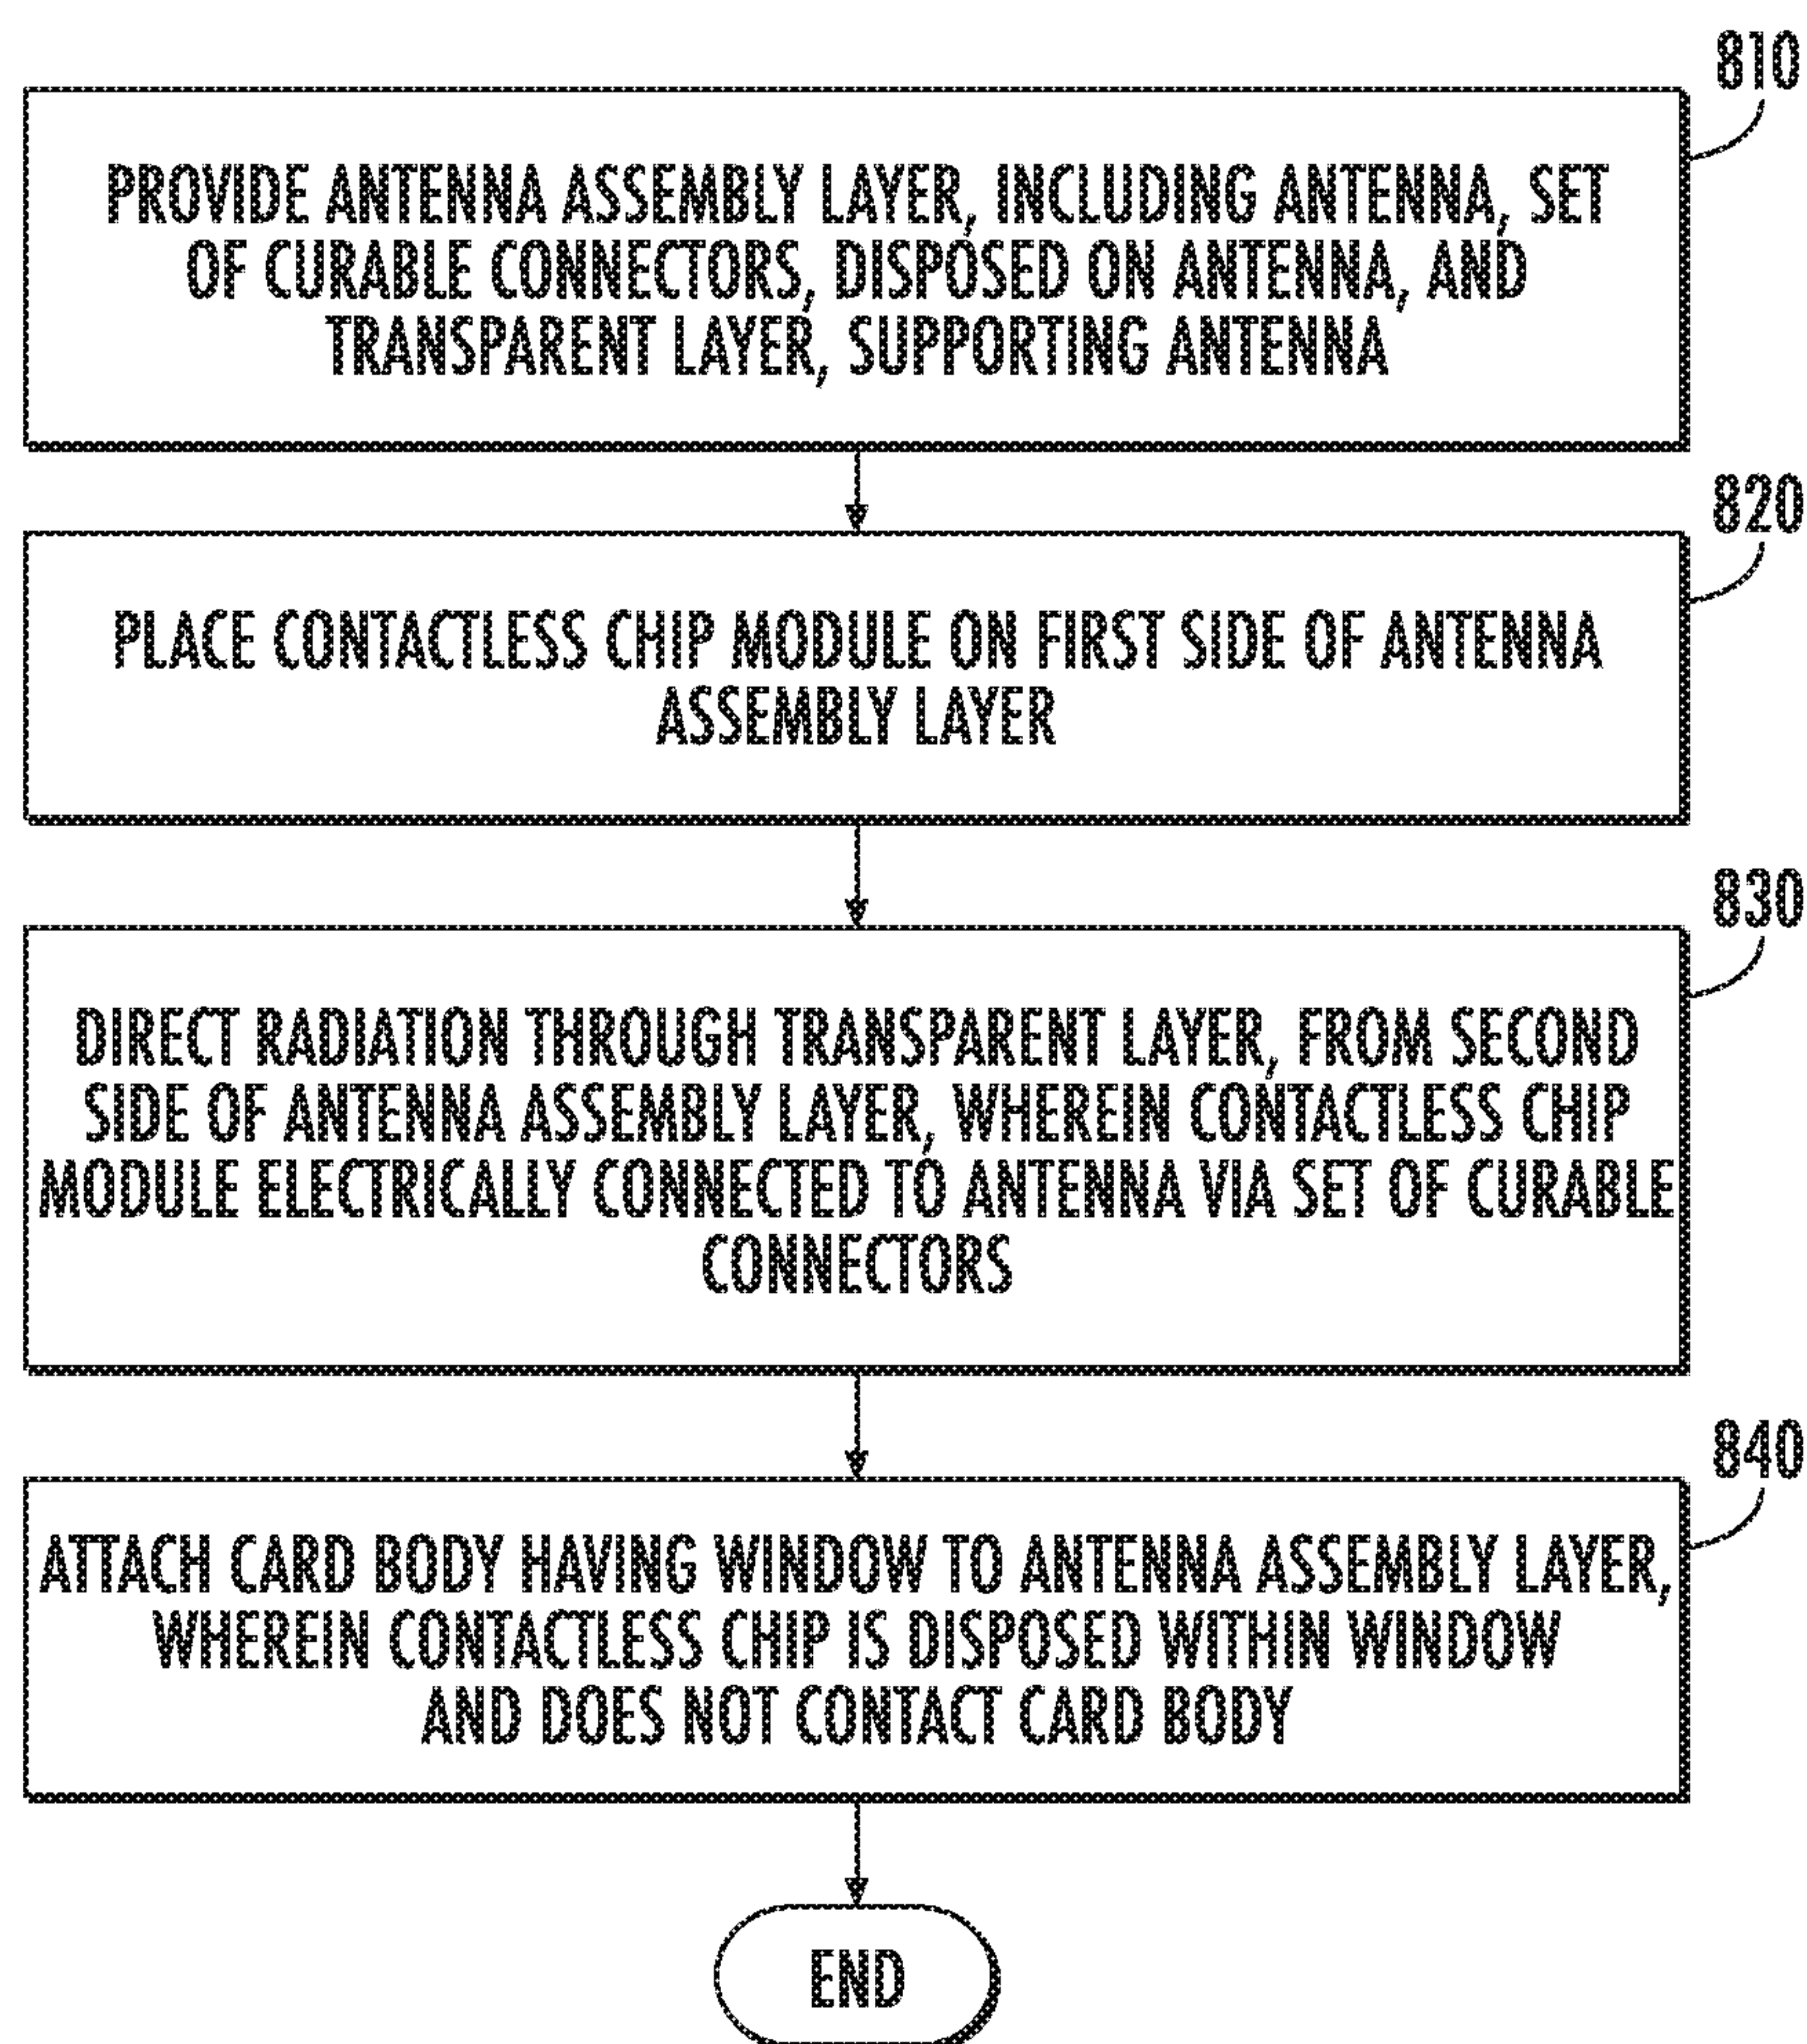 810
PROVIDE ANTENNA ASSEMBLY LAYER, INCLUDING ANTENNA, SET
OF CURABLE CONNECTORS, DISPOSED ON ANTENNA, AND
TRANSPARENT LAYER, SUPPORTING ANTENNA
820
PLACE CONTACTLESS CHIP MODULE ON FIRST SIDE OF ANTENNA
ASSEMBLY LAYER
830
DIRECT RADIATION THROUGH TRANSPARENT LAYER, FROM SECOND
SIDE OF ANTENNA ASSEMBLY LAYER, WHEREIN CONTACTLESS CHIP
MODULE ELECTRICALLY CONNECTED TO ANTENNA VIA SET OF CURABLE
CONNECTORS
840
ATTACH CARD BODY HAVING WINDOW TO ANTENNA ASSEMBLY LAYER,
WHEREIN CONTACTLESS CHIP IS DISPOSED WITHIN WINDOW
AND DOES NOT CONTACT CARD BODY
END